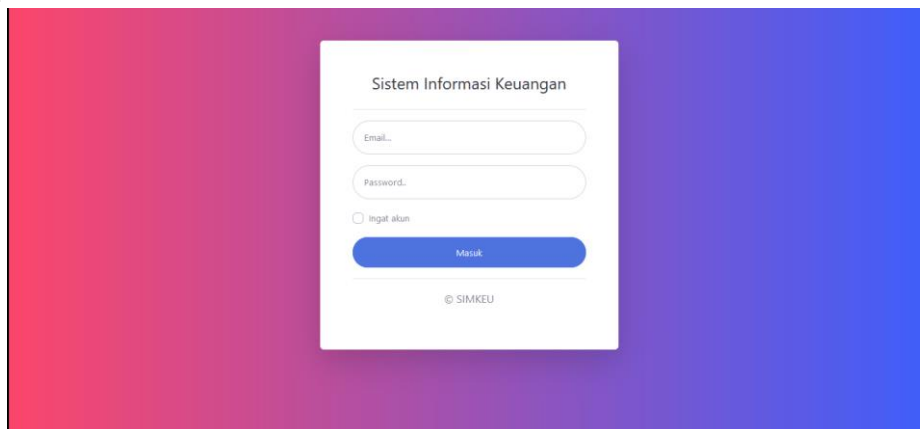 Sistem Informasi Keuangan
Email...
Password..
Ingat akun
Masuk
© SIMKEU